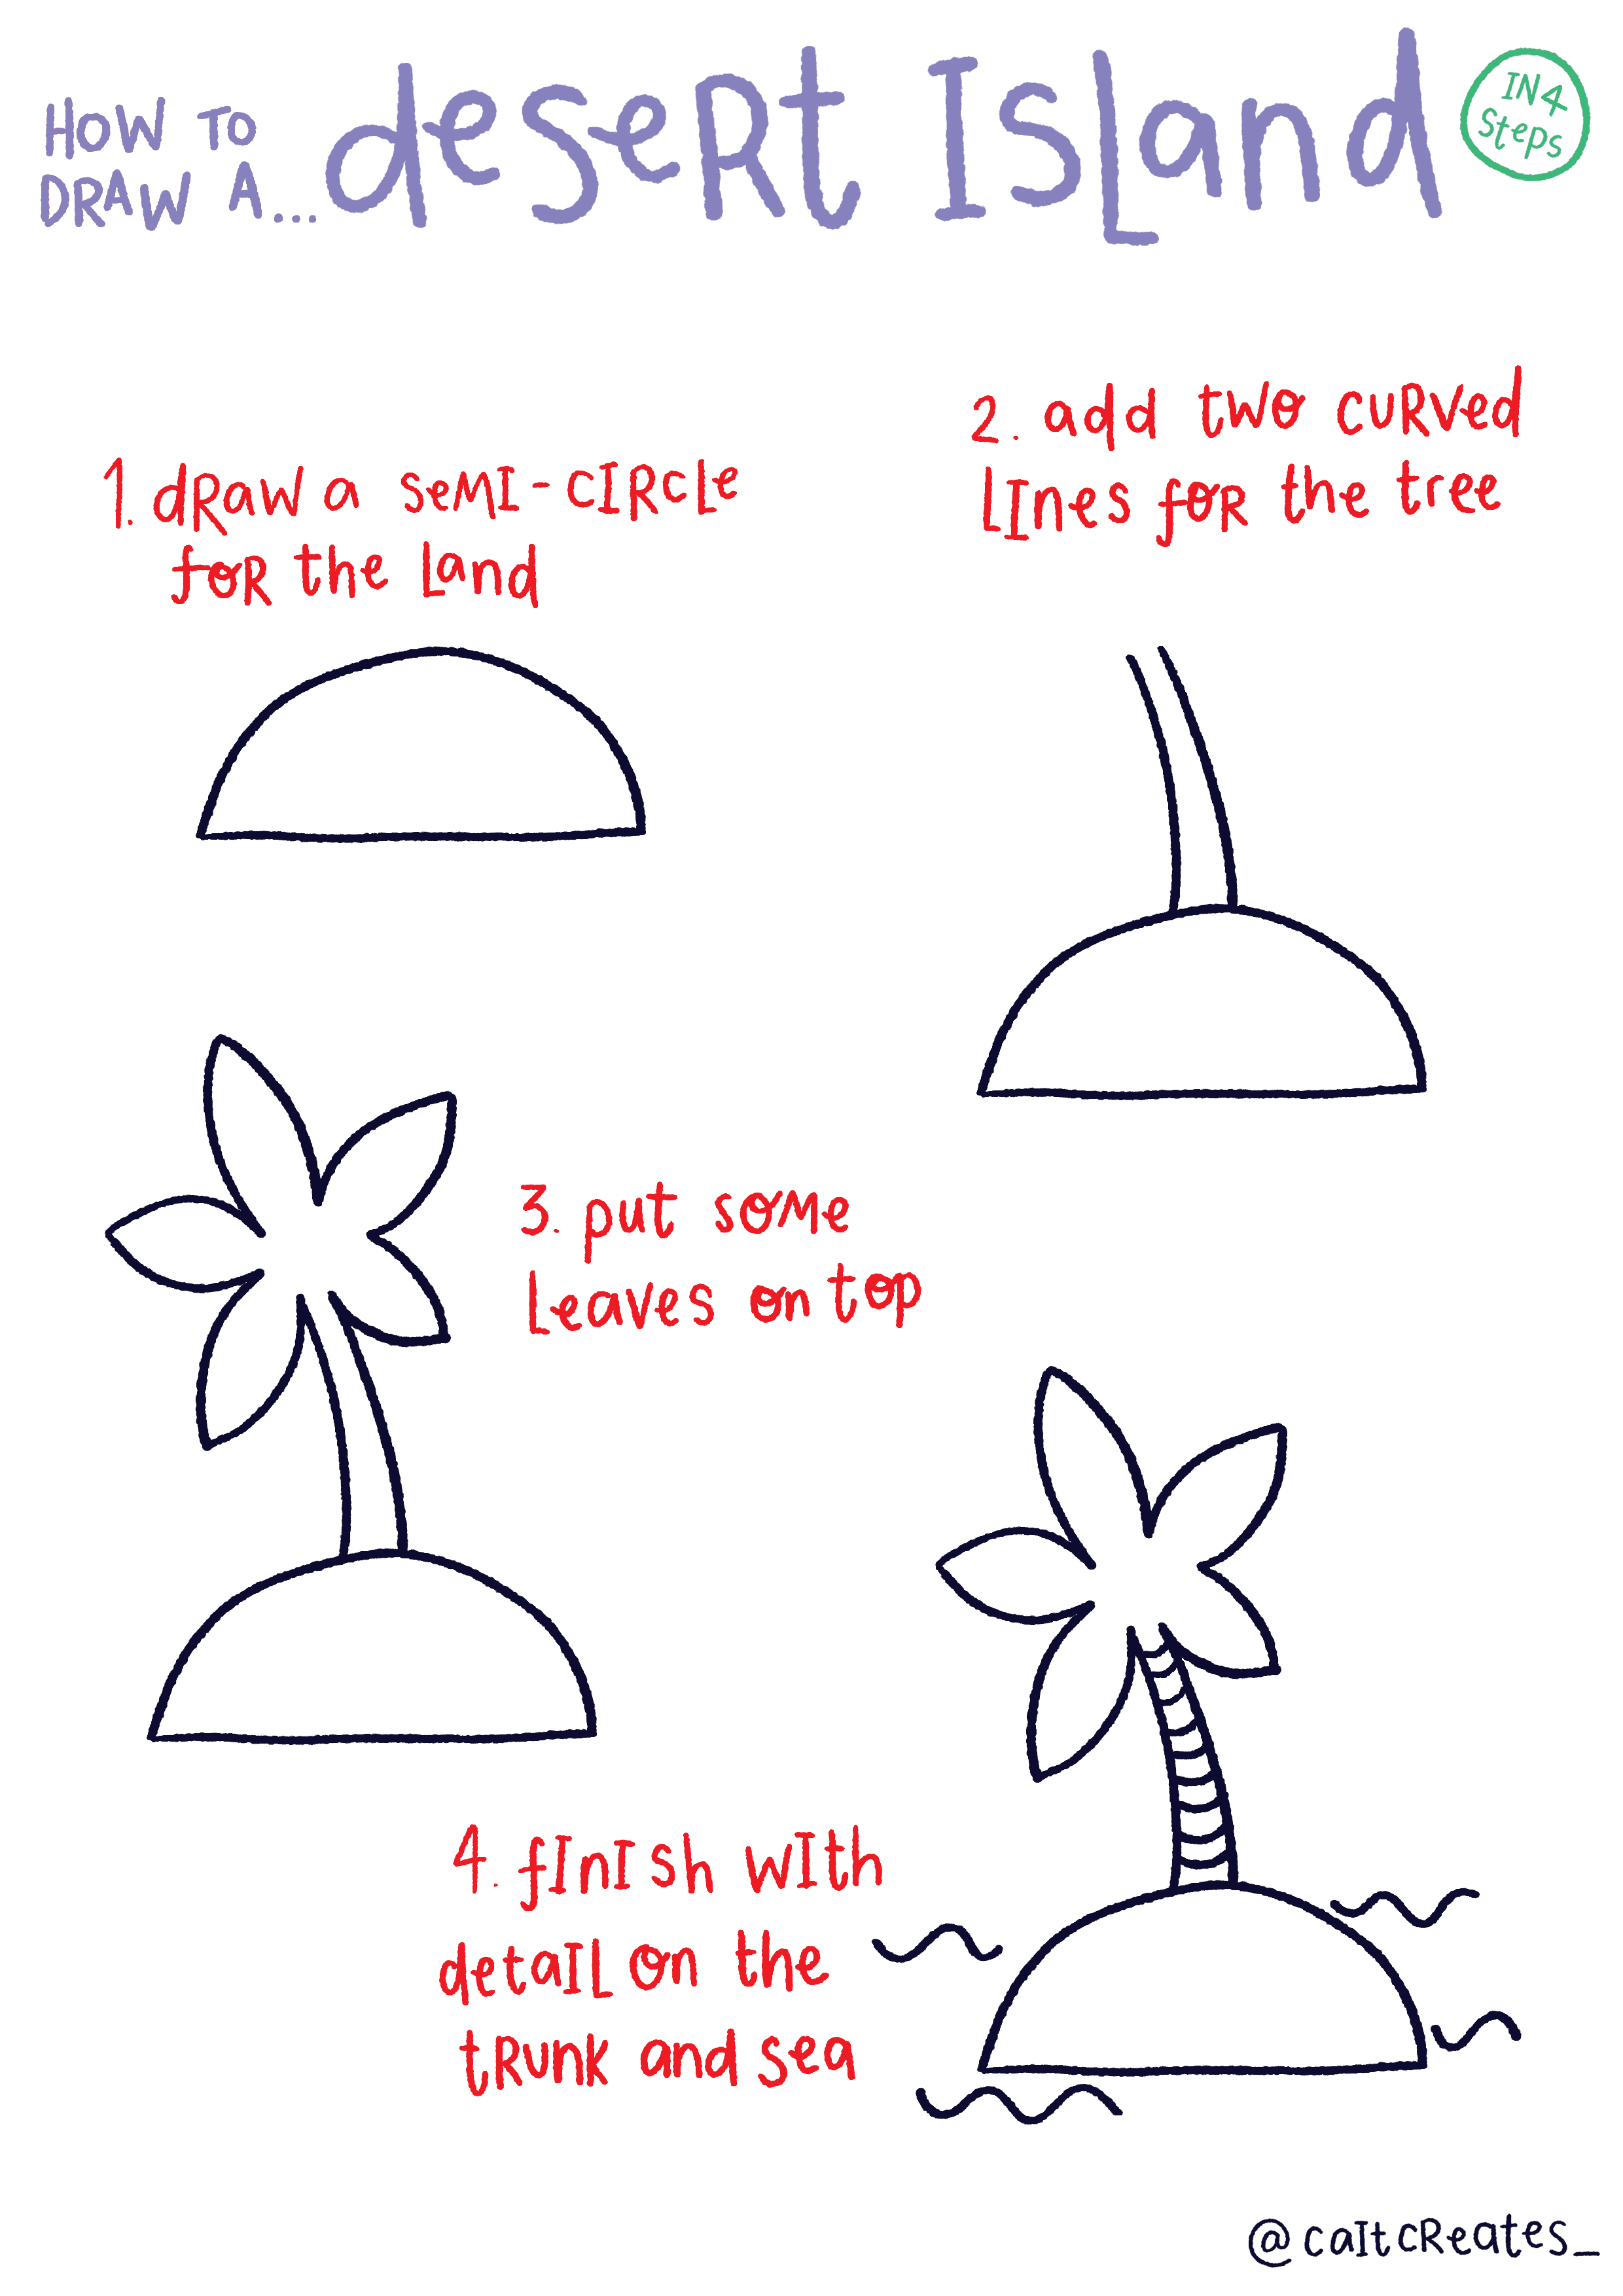 HOW TO
DRAW A...
desert Island
IN 4
Steps
1. draw a semi-circle
for the land
2. add two curved
lines for the tree
3. put some
leaves on top
4. finish with
detail on the
trunk and sea
@caitcreates_